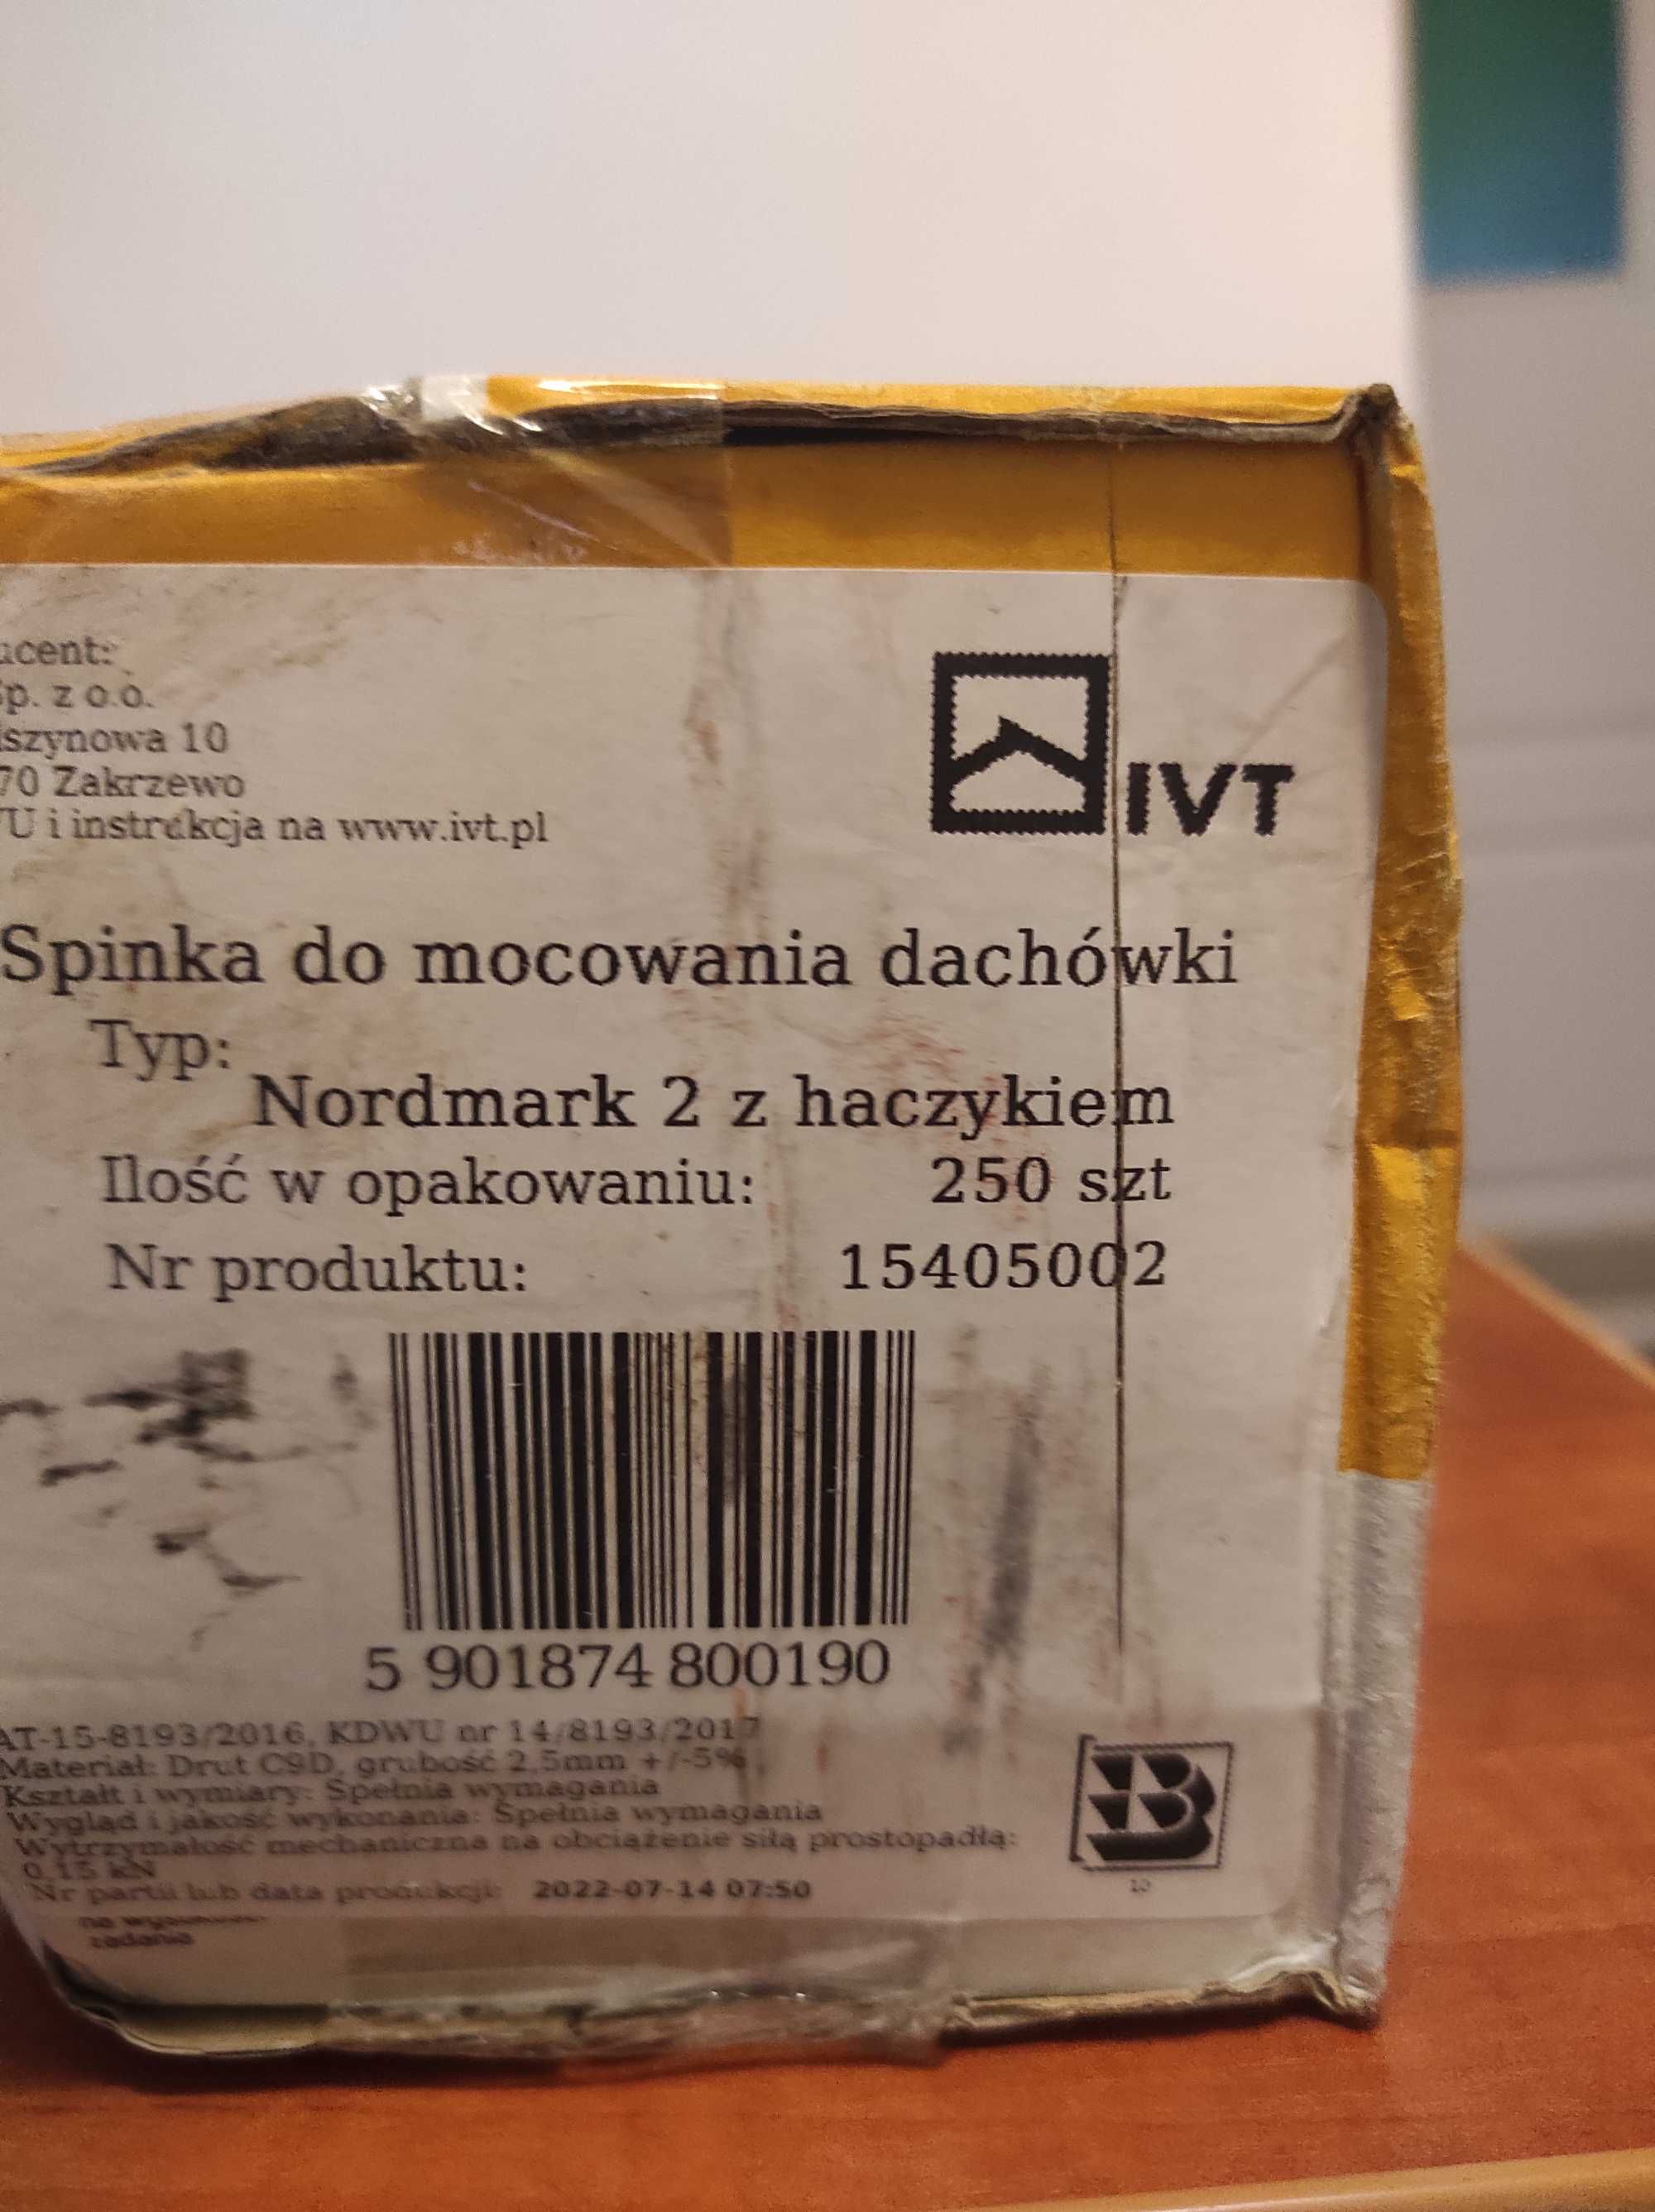 ucent:
Sp. z o.o.
szynowa 10
70 Zakrzewo
U i instrukcja na www.ivt.pl
IVT
Spinka do mocowania dachówki
Typ:
Nordmark 2 z haczykiem
Ilość w opakowaniu: 250 szt
Nr produktu: 15405002
5 901874 800190
AT-15-8193/2016, KDWU nr 14/8193/2017
Materiał: Drut C9D, grubość 2,5mm +/-5%
Kształt i wymiary: Spełnia wymagania
Wygląd i jakość wykonania: Spełnia wymagania
Wytrzymałość mechaniczna na obciążenie siłą prostopadłą:
0,15 kN
Nr partii lub data produkcji: 2022-07-14 07:50
B
10
żądanie